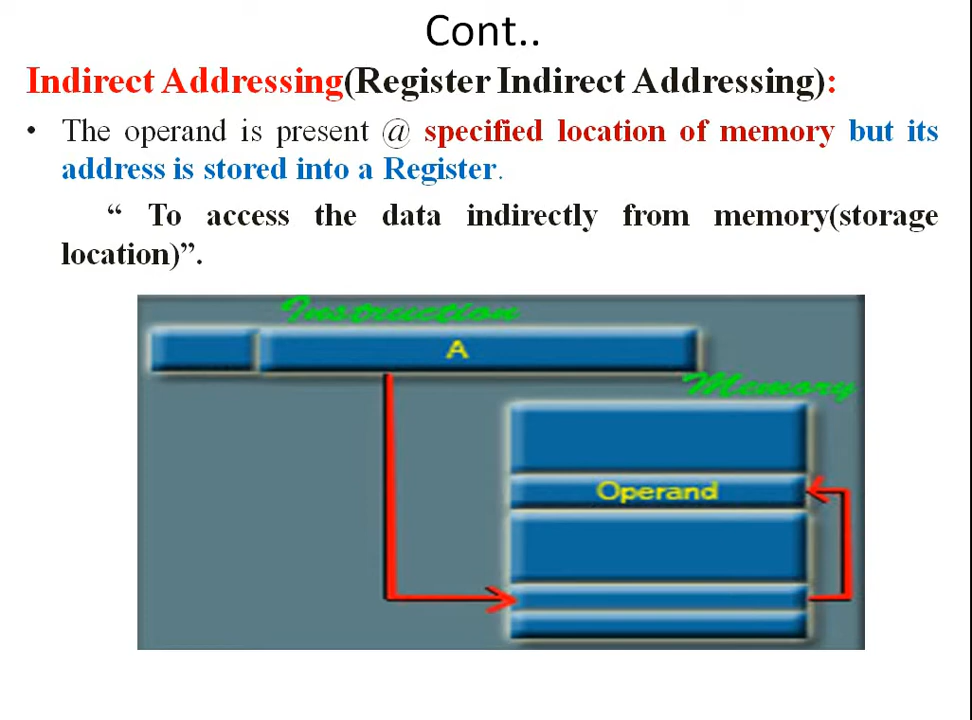 Cont..
Indirect Addressing(Register Indirect Addressing):
• The operand is present @ specified location of memory but its
address is stored into a Register.
“ To access the data indirectly from memory(storage
location)”.
Instruction
A
Memory
Operand